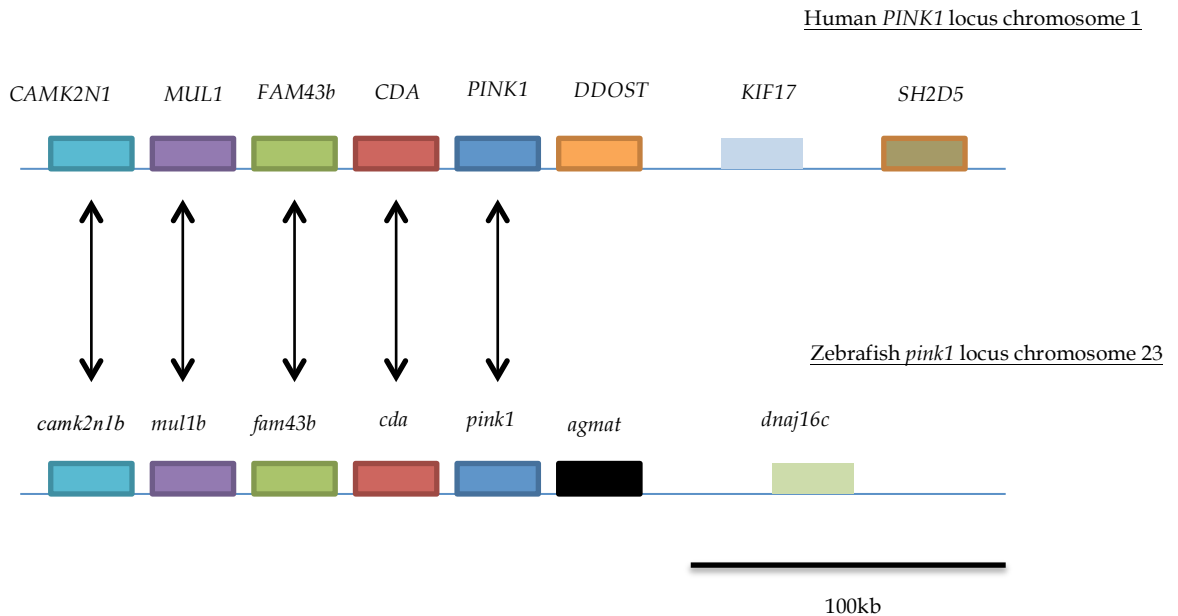 Human PINK1 locus chromosome 1
CAMK2N1 MUL1 FAM43b CDA PINK1 DDOST KIF17 SH2D5
Zebrafish pink1 locus chromosome 23
camk2n1b mul1b fam43b cda pink1 agmat dnaj16c
100kb